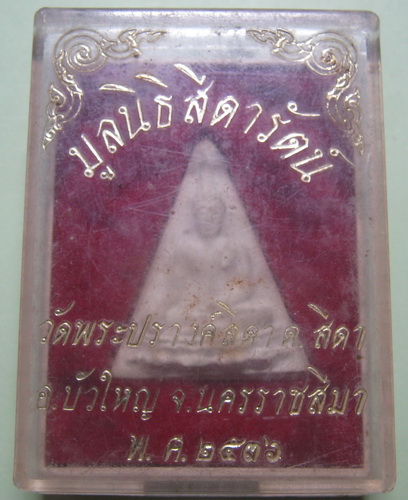 มูลนิธิสีดารัตน์
วัดพระปรางค์สีดา ต. สีดา
อ.บัวใหญ่ จ.นครราชสีมา
พ.ศ.๒๕๓๖